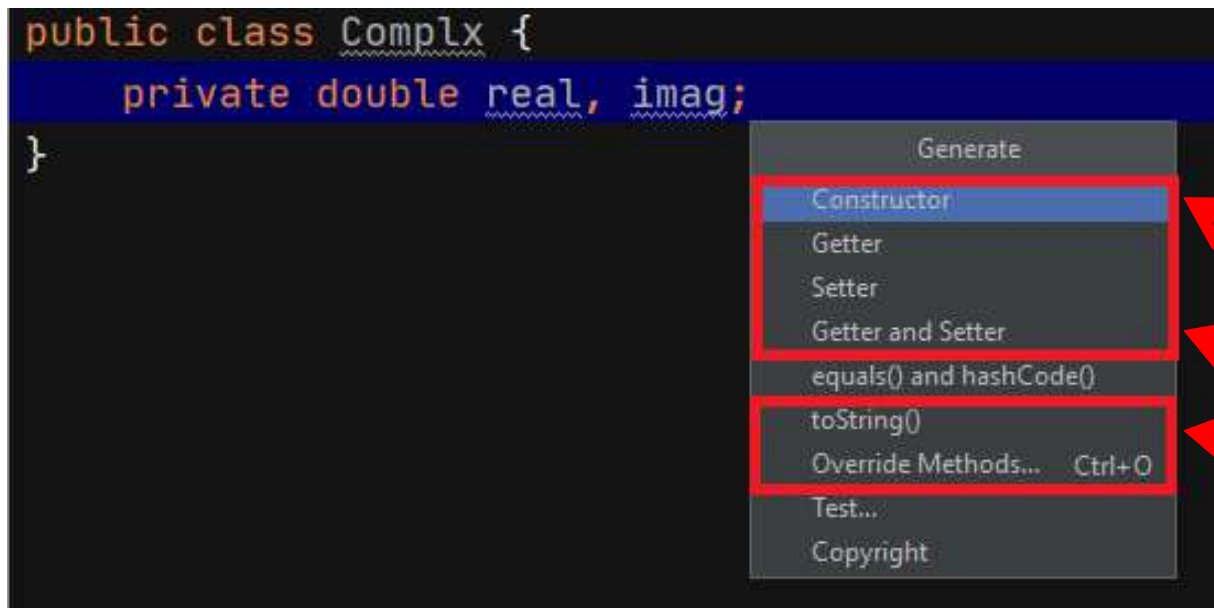 public class Complx {
private double real, imag;
}
Generate
Constructor
Getter
Setter
Getter and Setter
equals() and hashCode()
toString()
Override Methods... Ctrl+O
Test...
Copyright